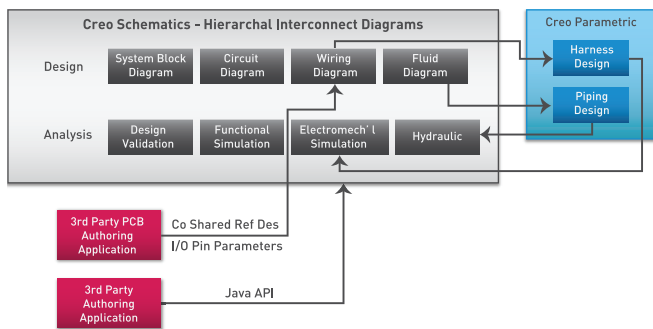 Creo Schematics – Hierarchal Interconnect Diagrams
Creo Parametric
Design
System Block
Diagram
Circuit
Diagram
Wiring
Diagram
Fluid
Diagram
Harness
Design
Piping
Design
Analysis
Design
Validation
Functional
Simulation
Electromech' l
Simulation
Hydraulic
3rd Party PCB
Authoring
Application
Co Shared Ref Des
I/O Pin Parameters
3rd Party
Authoring
Application
Java API